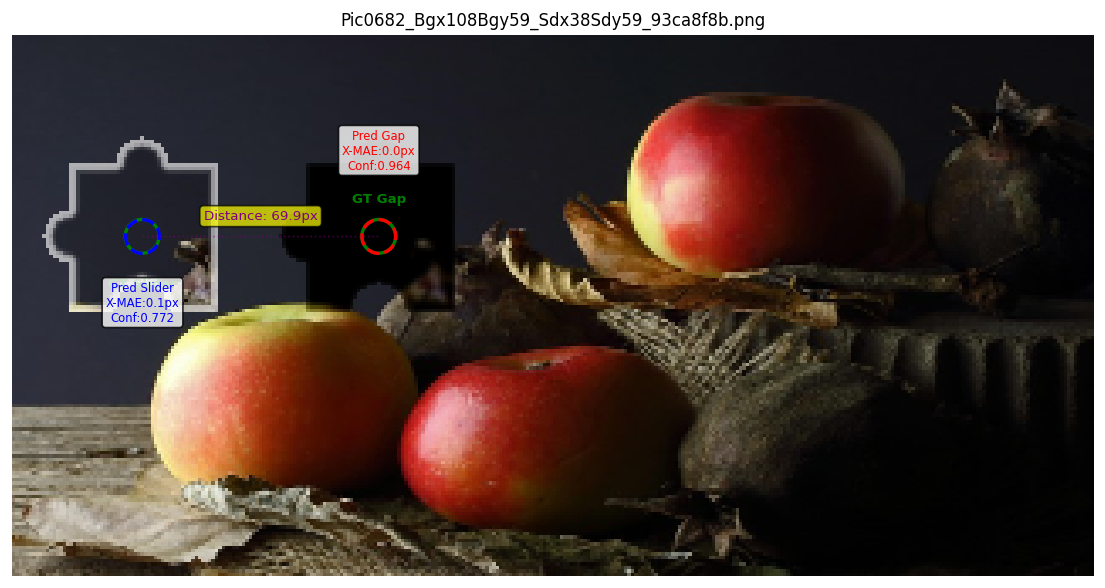 Pic0682_Bgx108Bgy59_Sdx38Sdy59_93ca8f8b.png
Pred Gap
X-MAE:0.0px
Conf:0.964
GT Gap
Distance: 69.9px
Pred Slider
X-MAE:0.1px
Conf:0.772